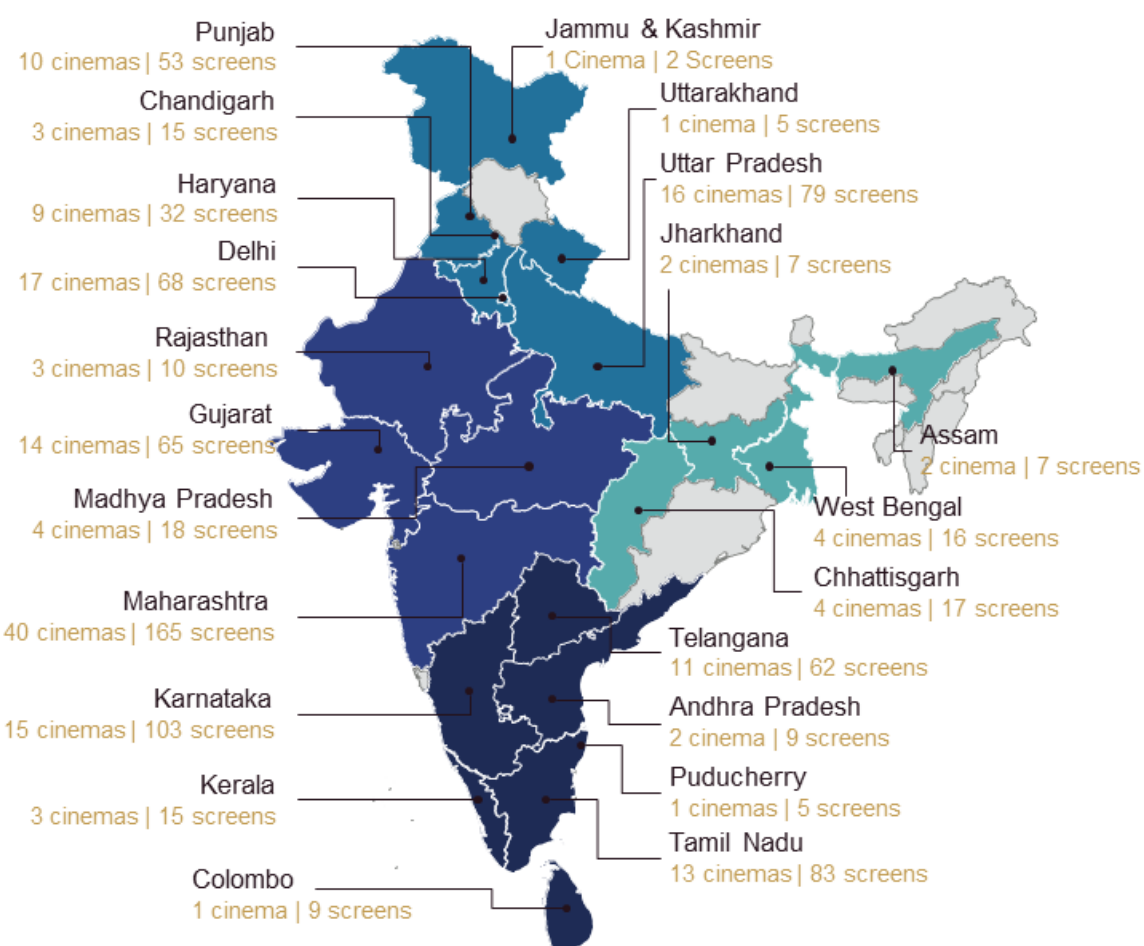 Punjab
10 cinemas | 53 screens
Jammu & Kashmir
1 Cinema | 2 Screens
Chandigarh
3 cinemas | 15 screens
Uttarakhand
1 cinema | 5 screens
Haryana
9 cinemas | 32 screens
Uttar Pradesh
16 cinemas | 79 screens
Delhi
17 cinemas | 68 screens
Jharkhand
2 cinemas | 7 screens
Rajasthan
3 cinemas | 10 screens
Gujarat
14 cinemas | 65 screens
Assam
2 cinema | 7 screens
Madhya Pradesh
4 cinemas | 18 screens
West Bengal
4 cinemas | 16 screens
Chhattisgarh
4 cinemas | 17 screens
Maharashtra
40 cinemas | 165 screens
Telangana
11 cinemas | 62 screens
Karnataka
15 cinemas | 103 screens
Andhra Pradesh
2 cinema | 9 screens
Kerala
3 cinemas | 15 screens
Puducherry
1 cinemas | 5 screens
Tamil Nadu
13 cinemas | 83 screens
Colombo
1 cinema | 9 screens